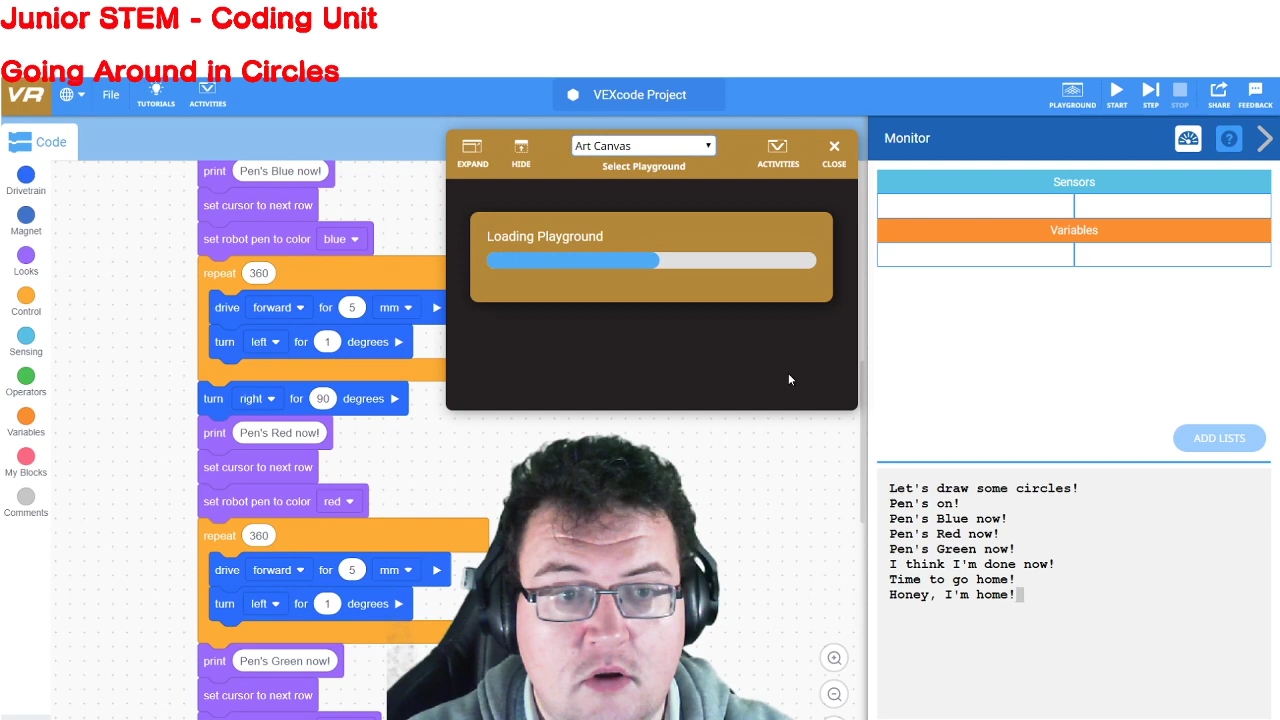 Junior STEM - Coding Unit
Going Around in Circles
VR
File
TUTORIALS
ACTIVITIES
VEXcode Project
PLAYGROUND
START
STEP
STOP
SHARE
FEEDBACK
Code
Drivetrain
Magnet
Looks
Control
Sensing
Operators
Variables
My Blocks
Comments
print Pen's Blue now!
set cursor to next row
set robot pen to color blue
repeat 360
drive forward for 5 mm
turn left for 1 degrees
turn right for 90 degrees
print Pen's Red now!
set cursor to next row
set robot pen to color red
repeat 360
drive forward for 5 mm
turn left for 1 degrees
print Pen's Green now!
set cursor to next row
EXPAND
HIDE
Art Canvas
Select Playground
ACTIVITIES
CLOSE
Loading Playground
Monitor
Sensors
Variables
ADD LISTS
Let's draw some circles!
Pen's on!
Pen's Blue now!
Pen's Red now!
Pen's Green now!
I think I'm done now!
Time to go home!
Honey, I'm home!